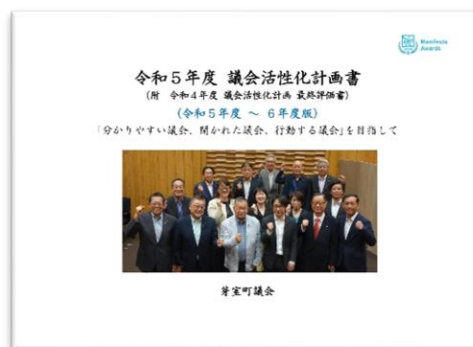 Manifesto
Awards
令和5年度 議会活性化計画書
(附 令和4年度 議会活性化計画 最終評価書)
(令和5年度 ～ 6年度版)
「分かりやすい議会、開かれた議会、行動する議会」を目指して
芽室町議会